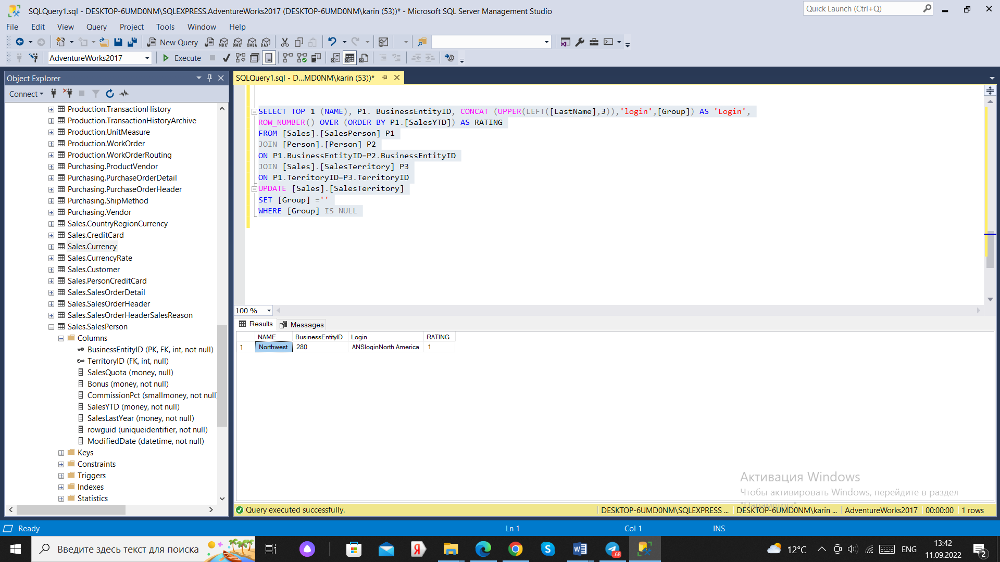 SQLQuery1.sql - DESKTOP-6UMD0NM\SQLEXPRESS.AdventureWorks2017 (DESKTOP-6UMD0NM\karin (53))* - Microsoft SQL Server Management Studio
Quick Launch (Ctrl+Q)
File Edit View Query Project Tools Window Help
New Query MDX DMX XMLA DAX
AdventureWorks2017 Execute
Object Explorer
Connect
Production.TransactionHistory
Production.TransactionHistoryArchive
Production.UnitMeasure
Production.WorkOrder
Production.WorkOrderRouting
Purchasing.ProductVendor
Purchasing.PurchaseOrderDetail
Purchasing.PurchaseOrderHeader
Purchasing.ShipMethod
Purchasing.Vendor
Sales.CountryRegionCurrency
Sales.CreditCard
Sales.Currency
Sales.CurrencyRate
Sales.Customer
Sales.PersonCreditCard
Sales.SalesOrderDetail
Sales.SalesOrderHeader
Sales.SalesOrderHeaderSalesReason
Sales.SalesPerson
Columns
BusinessEntityID (PK, FK, int, not null)
TerritoryID (FK, int, null)
SalesQuota (money, null)
Bonus (money, not null)
CommissionPct (smallmoney, not null
SalesYTD (money, not null)
SalesLastYear (money, not null)
rowguid (uniqueidentifier, not null)
ModifiedDate (datetime, not null)
Keys
Constraints
Triggers
Indexes
Statistics
SQLQuery1.sql - D...MD0NM\karin (53))*
SELECT TOP 1 (NAME), P1. BusinessEntityID, CONCAT (UPPER(LEFT([LastName],3)),'login',[Group]) AS 'Login',
ROW_NUMBER() OVER (ORDER BY P1.[SalesYTD]) AS RATING
FROM [Sales].[SalesPerson] P1
JOIN [Person].[Person] P2
ON P1.BusinessEntityID=P2.BusinessEntityID
JOIN [Sales].[SalesTerritory] P3
ON P1.TerritoryID=P3.TerritoryID
UPDATE [Sales].[SalesTerritory]
SET [Group] =''
WHERE [Group] IS NULL
100 %
Results Messages
NAME BusinessEntityID Login RATING
1 Northwest 280 ANSloginNorth America 1
Активация Windows
Чтобы активировать Windows, перейдите в раздел
"Параметры"
Query executed successfully.
DESKTOP-6UMD0NM\SQLEXPRESS ... DESKTOP-6UMD0NM\karin ... AdventureWorks2017 00:00:00 1 rows
Ready Ln 1 Col 1 INS
Введите здесь текст для поиска
68
12°C ENG
13:42
11.09.2022
2